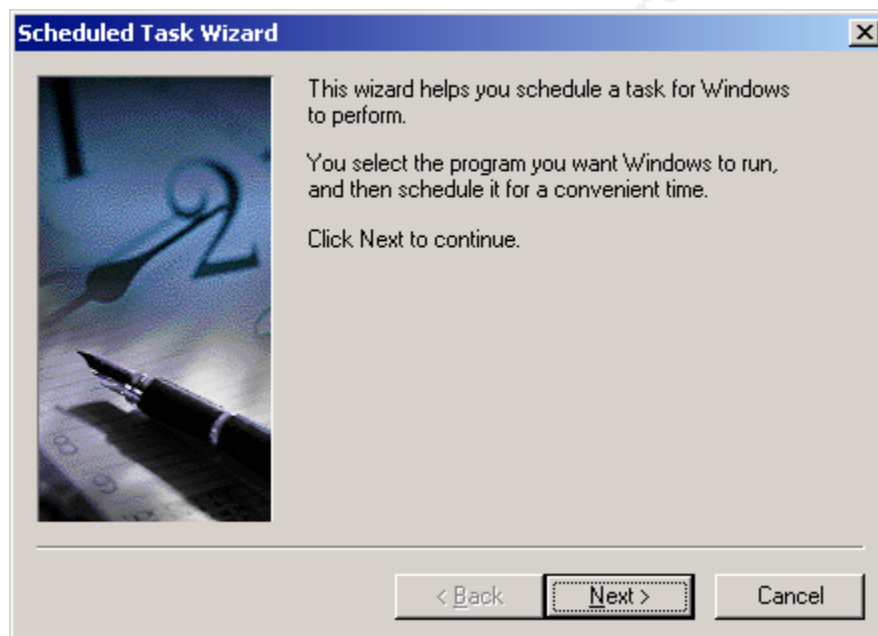 Scheduled Task Wizard
This wizard helps you schedule a task for Windows
to perform.
You select the program you want Windows to run,
and then schedule it for a convenient time.
Click Next to continue.
2
< Back
Next >
Cancel